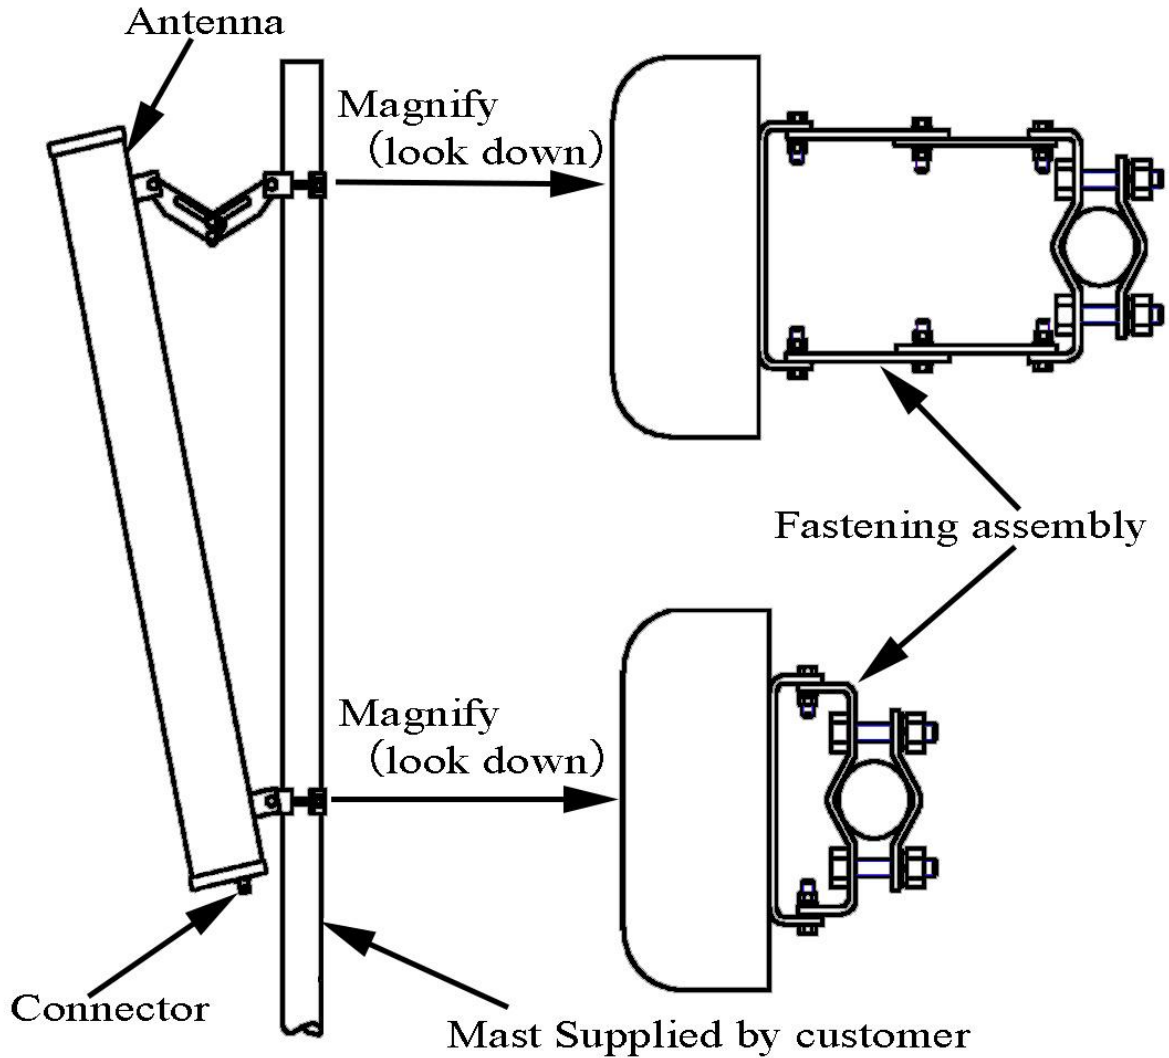 Antenna
Magnify
（look down）
Fastening assembly
Magnify
（look down）
Connector
Mast Supplied by customer